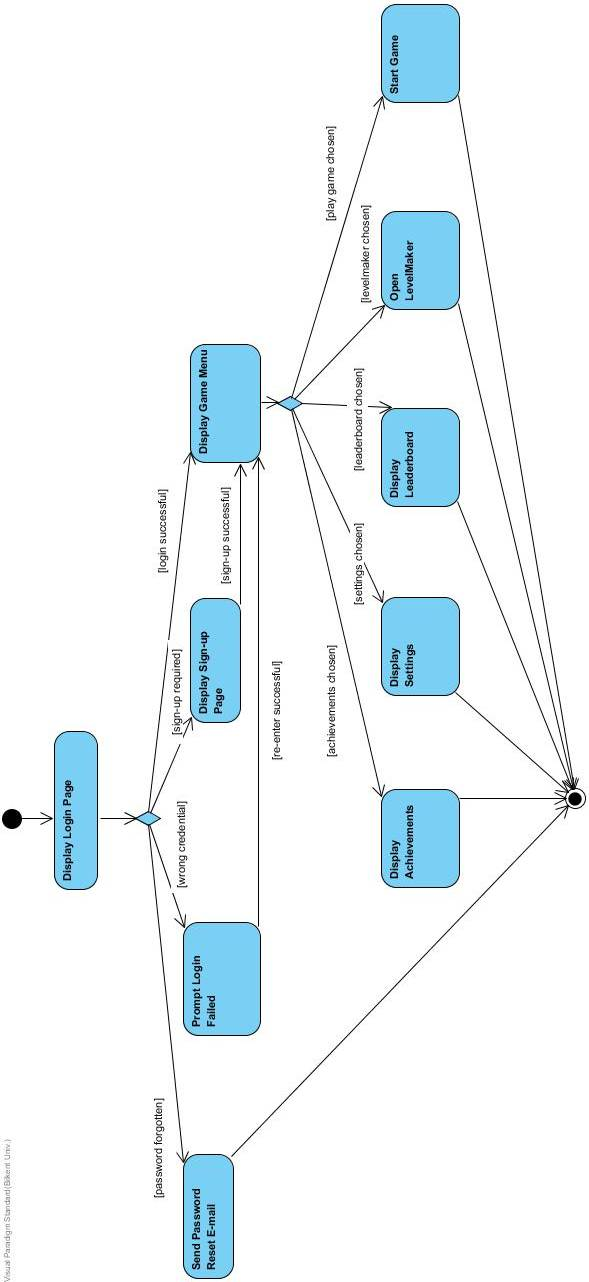 Visual Paradigm Standard(Bilkent Univ.)
Display Login Page
[password forgotten]
[wrong credential]
[sign-up required]
[login successful]
Send Password
Reset E-mail
Prompt Login
Failed
Display Sign-up
Page
[sign-up successful]
[re-enter successful]
Display Game Menu
[achievements chosen]
[settings chosen]
[leaderboard chosen]
[levelmaker chosen]
[play game chosen]
Display
Achievements
Display
Settings
Display
Leaderboard
Open
LevelMaker
Start Game